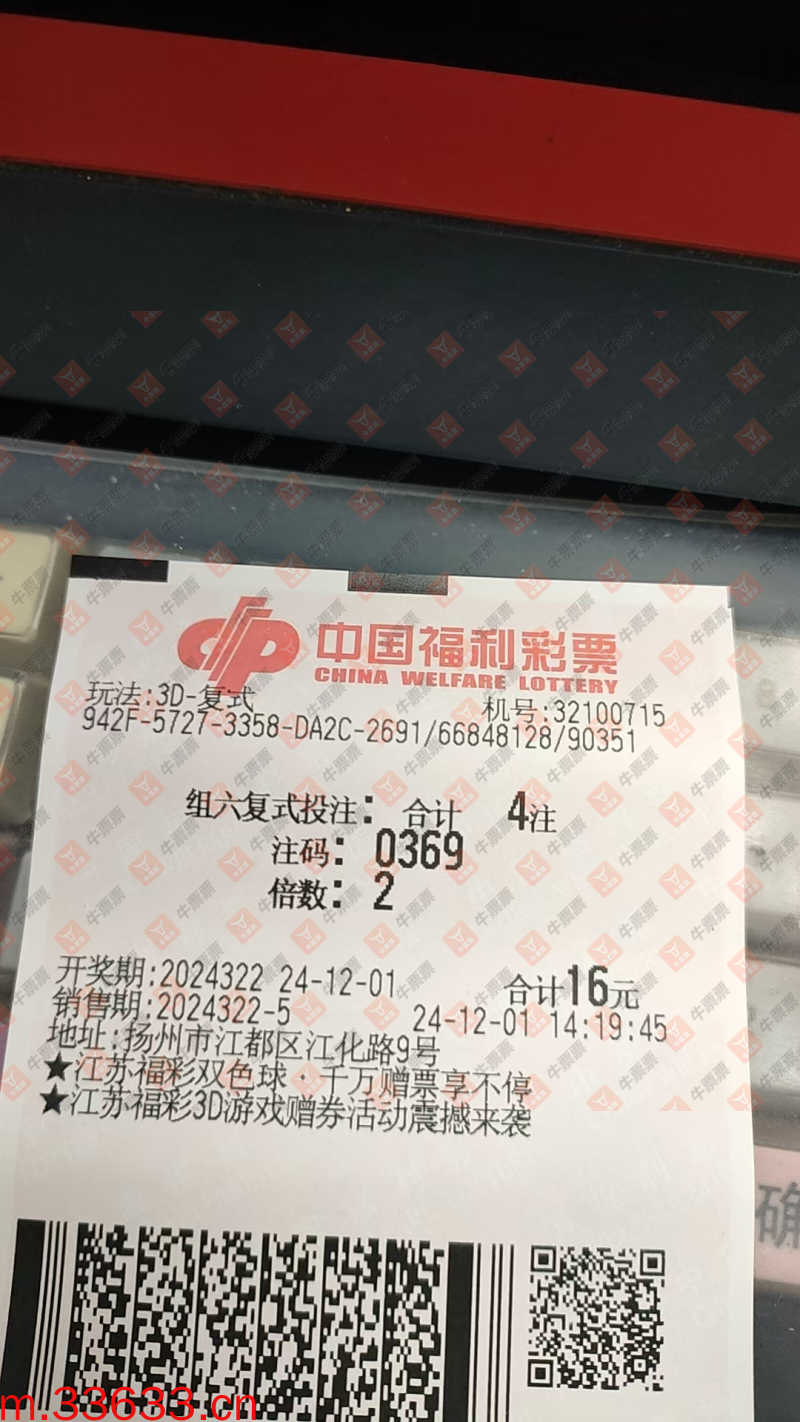 中国福利彩票
CHINA WELFARE LOTTERY
玩法:3D-复式 机号:32100715
942F-5727-3358-DA2C-2691/66848128/90351
组六复式投注: 合计 4注
注码: 0369
倍数: 2
开奖期:2024322 24-12-01 合计16元
销售期:2024322-5 24-12-01 14:19:45
地址:扬州市江都区江化路9号
★江苏福彩双色球·千万赠票享不停
★江苏福彩3D游戏赠券活动震撼来袭
确
牛票票
m.33633.cn